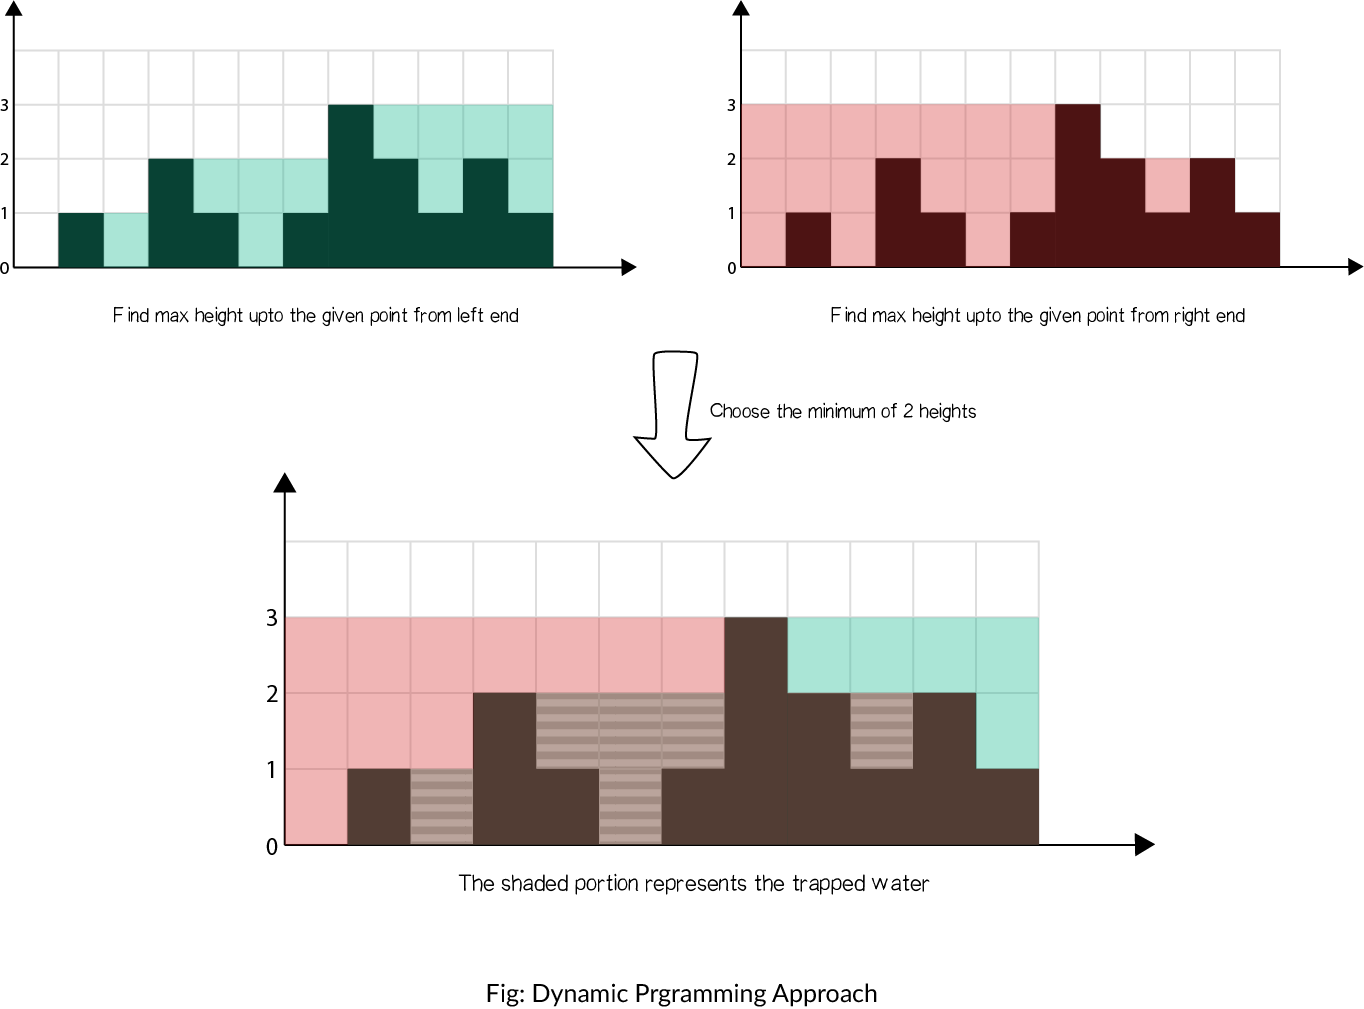 3
2
1
0
3
2
1
0
Find max height upto the given point from left end
Find max height upto the given point from right end
Choose the minimum of 2 heights
3
2
1
0
The shaded portion represents the trapped water
Fig: Dynamic Prgramming Approach